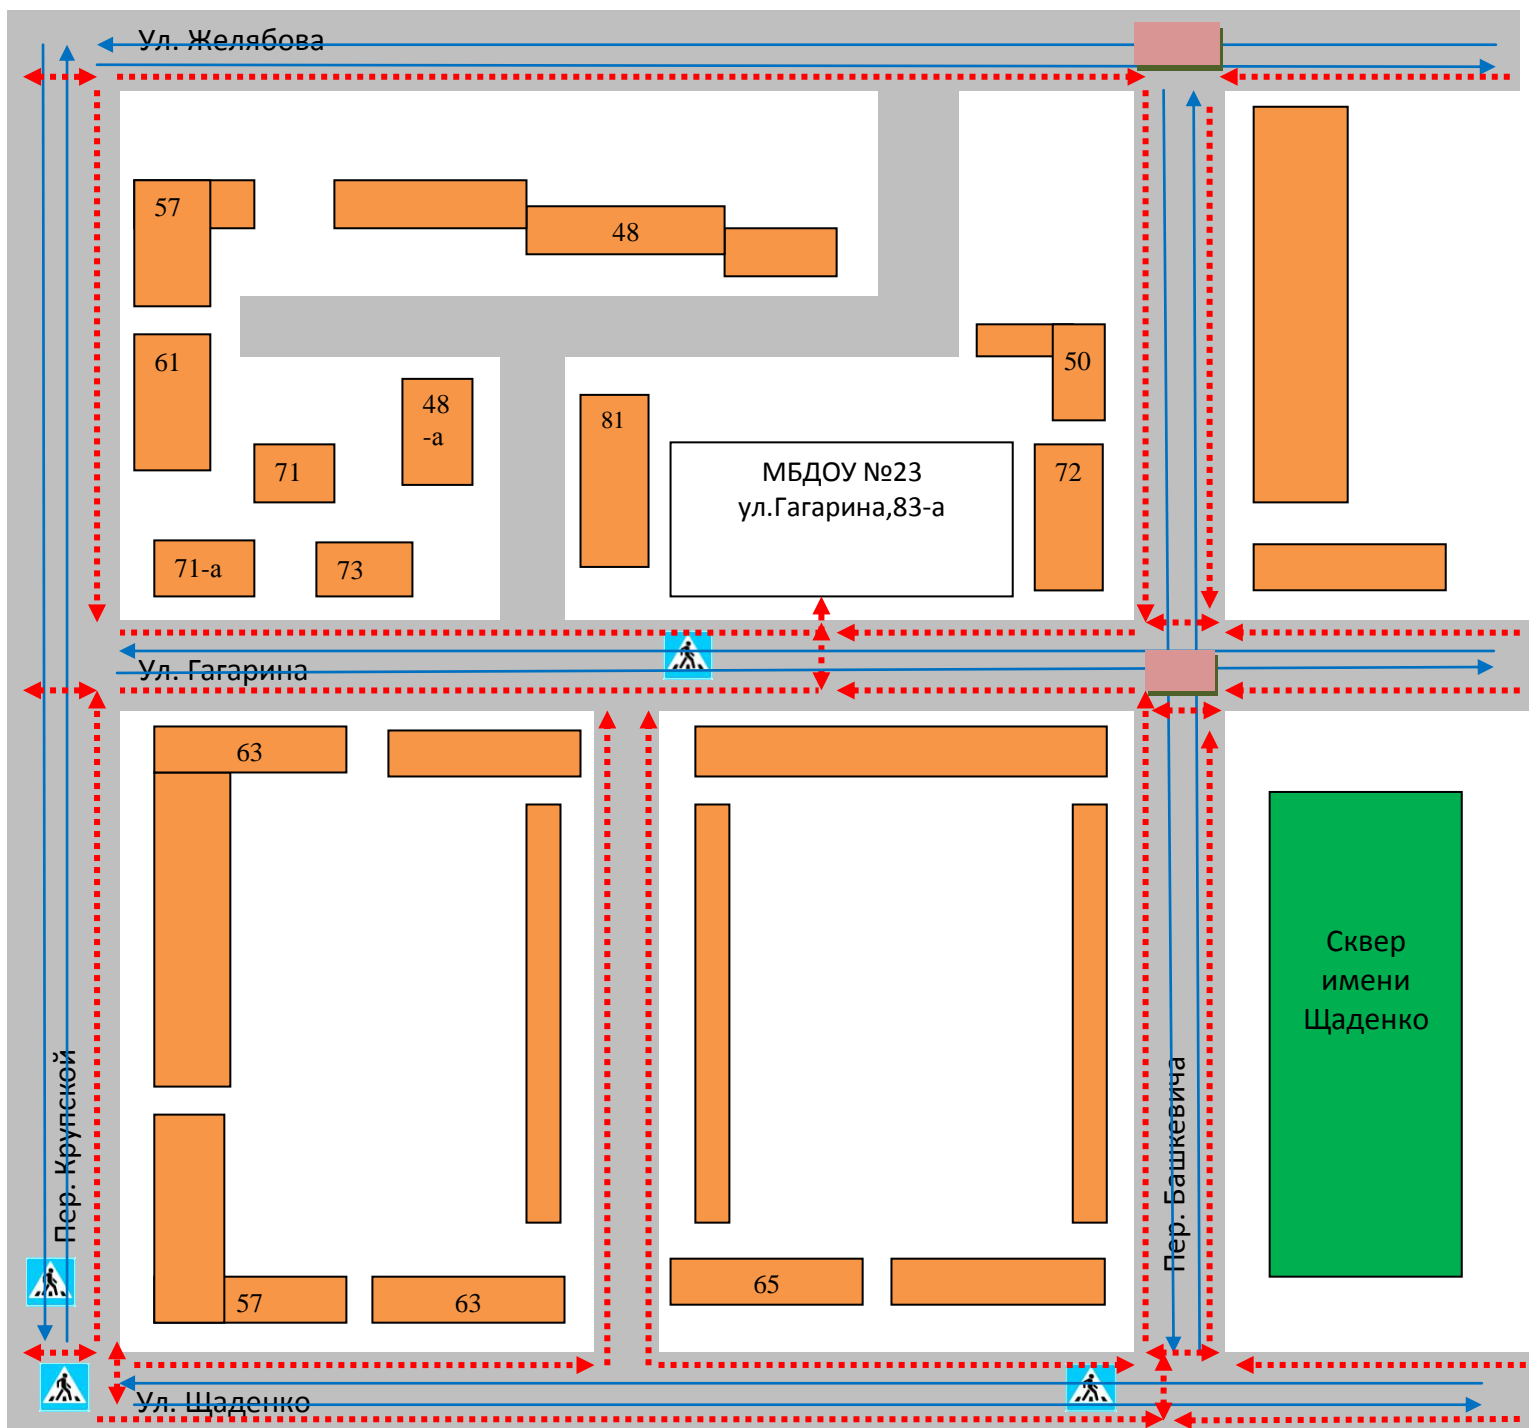 Ул. Желябова
57
48
61
50
48
-а
81
71
МБДОУ №23
ул.Гагарина,83-а
72
71-а
73
Ул. Гагарина
63
Сквер
имени
Щаденко
Пер. Крупской
Пер. Башкевича
57
63
65
Ул. Щаденко